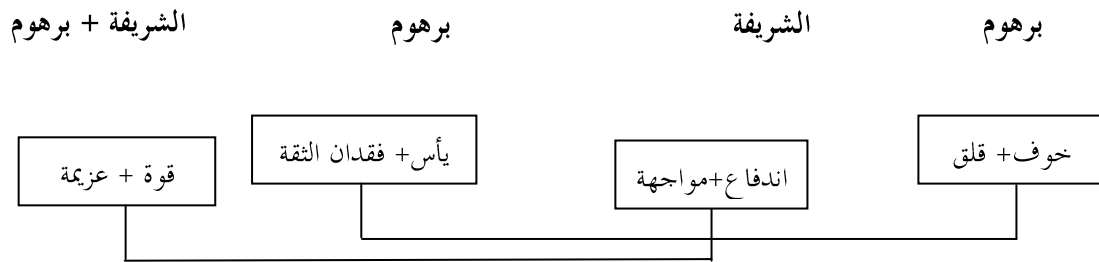 برهوم
الشريفة
برهوم
الشريفة + برهوم
خوف+ قلق
اندفاع+مواجهة
يأس+ فقدان الثقة
قوة + عزيمة